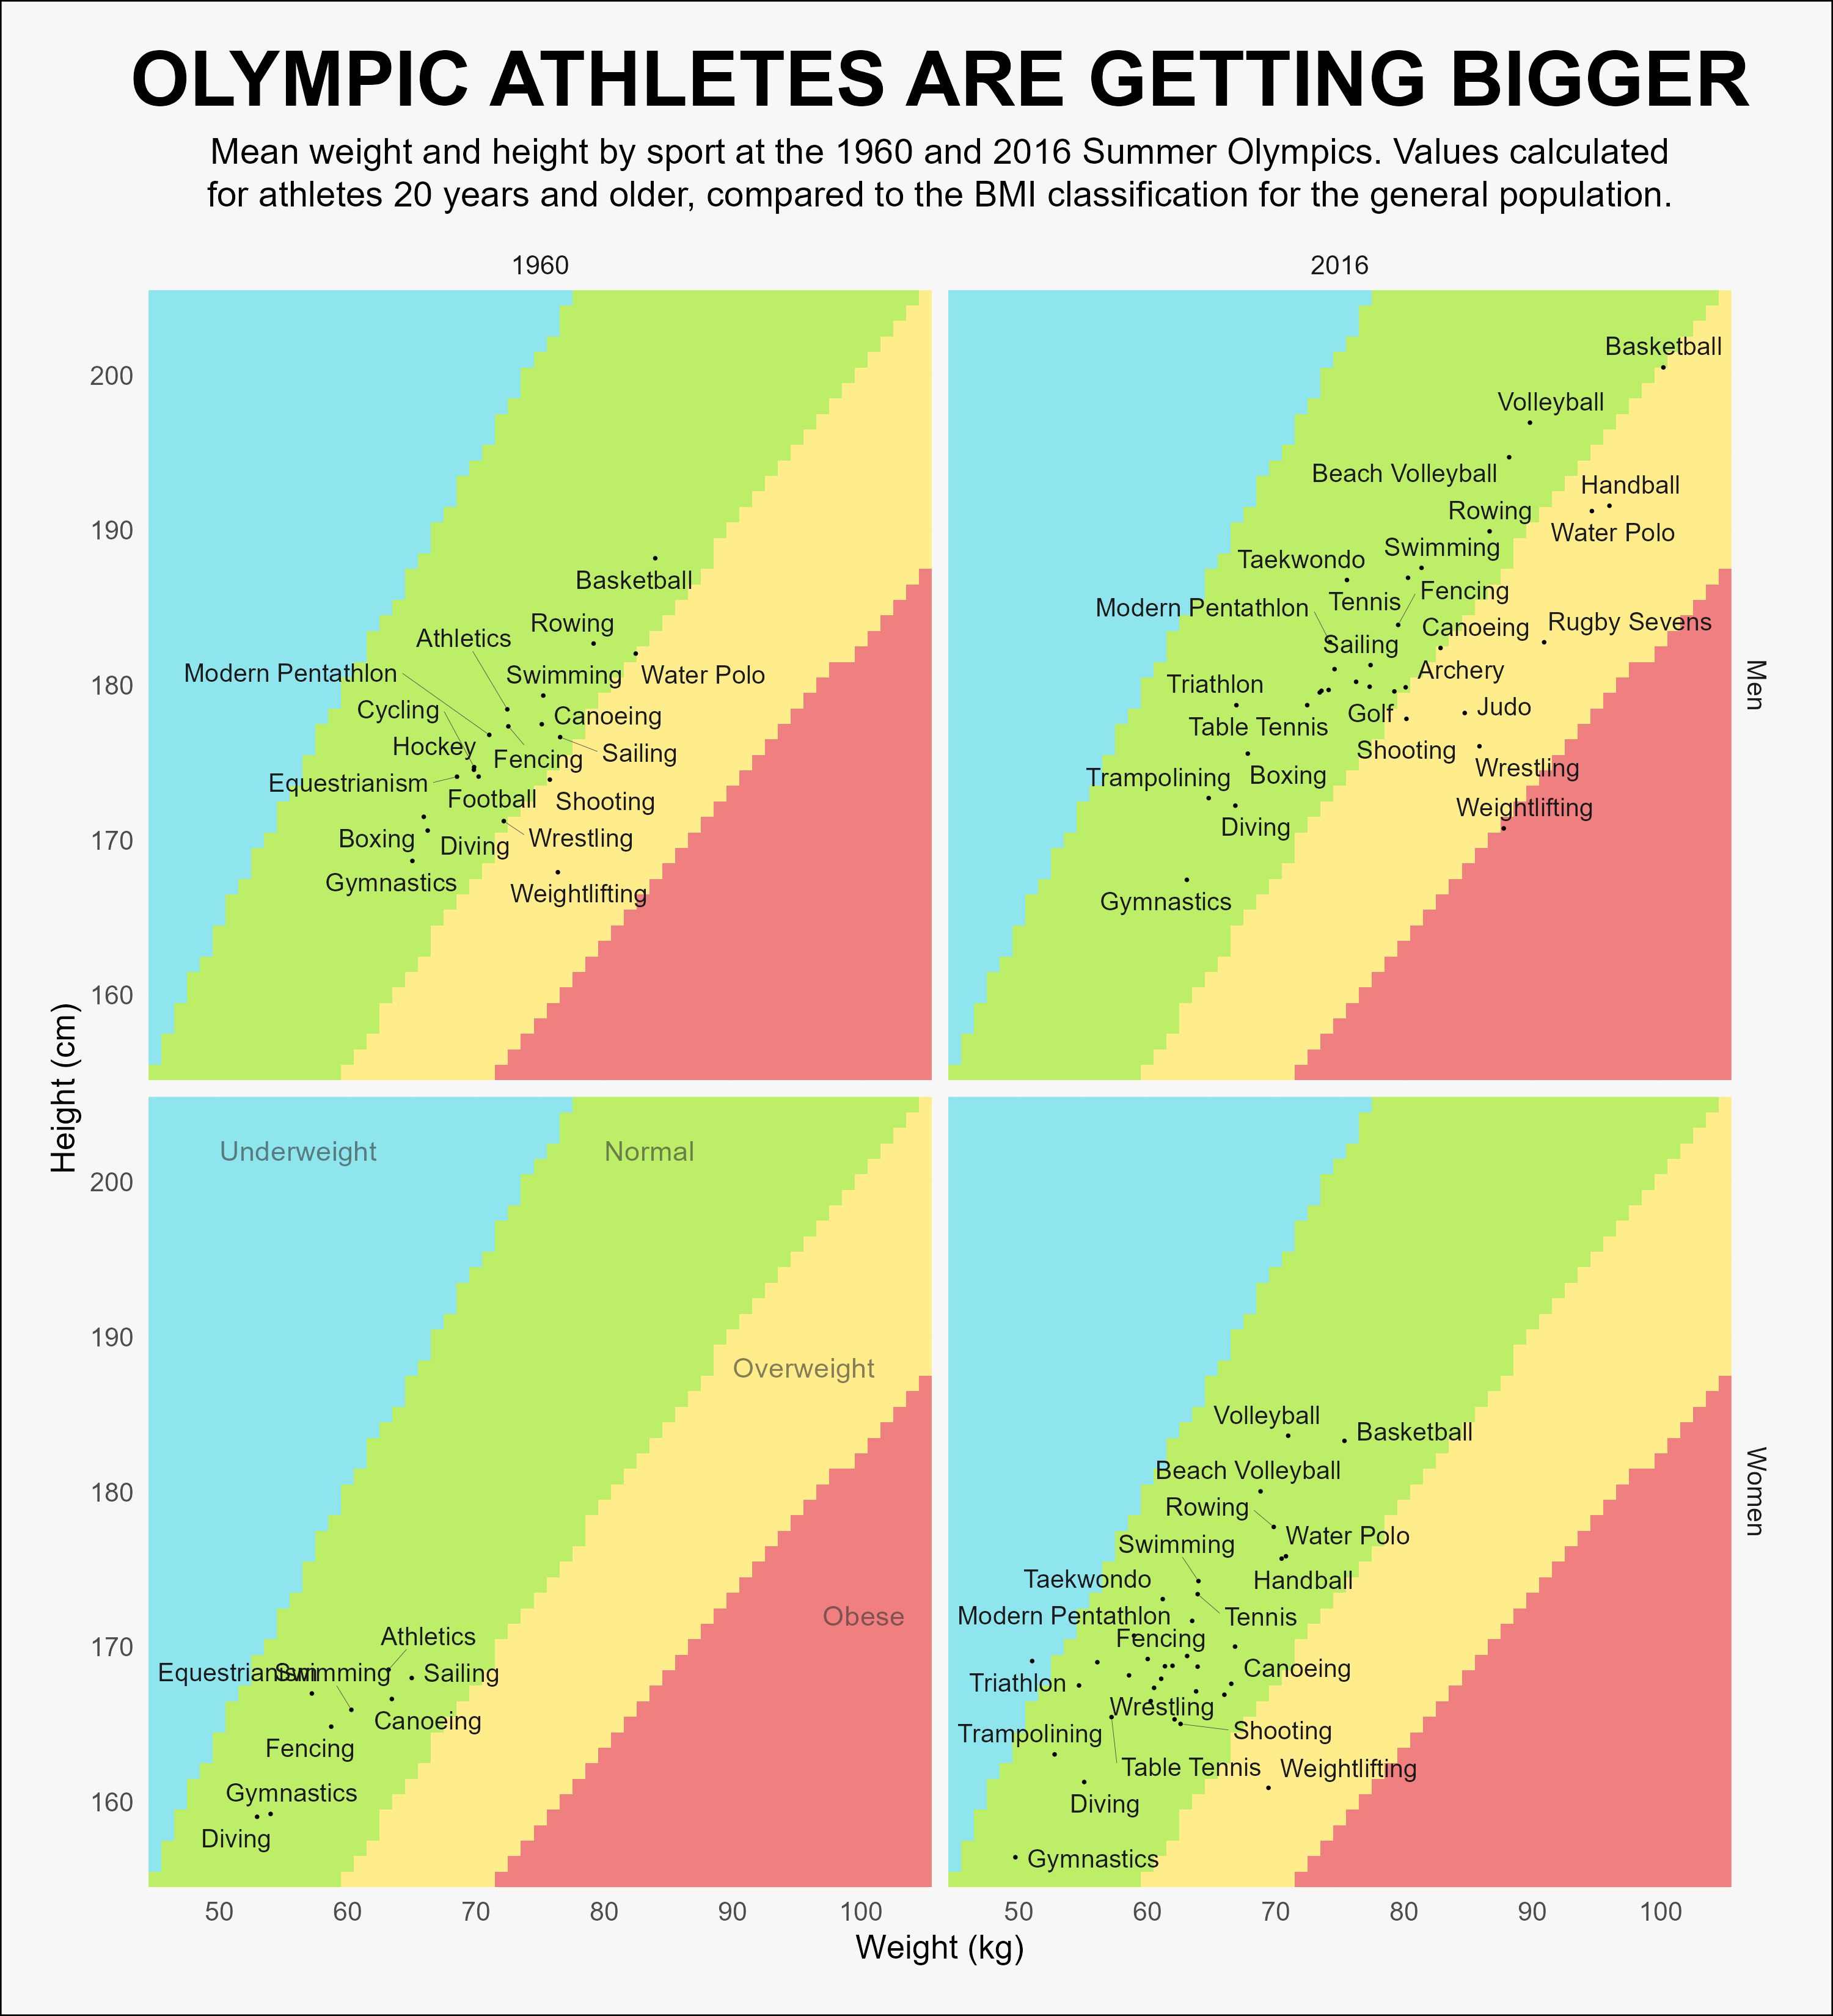 OLYMPIC ATHLETES ARE GETTING BIGGER
Mean weight and height by sport at the 1960 and 2016 Summer Olympics. Values calculated
for athletes 20 years and older, compared to the BMI classification for the general population.
1960
2016
Height (cm)
200
190
180
170
160
Basketball
Rowing
Athletics
Modern Pentathlon
Swimming
Water Polo
Cycling
Canoeing
Hockey
Fencing
Sailing
Equestrianism
Football
Shooting
Boxing
Diving
Wrestling
Gymnastics
Weightlifting
Basketball
Volleyball
Beach Volleyball
Handball
Rowing
Water Polo
Swimming
Taekwondo
Fencing
Tennis
Modern Pentathlon
Rugby Sevens
Canoeing
Sailing
Archery
Triathlon
Judo
Golf
Table Tennis
Shooting
Wrestling
Boxing
Trampolining
Weightlifting
Diving
Gymnastics
Men
200
190
180
170
160
Underweight
Normal
Overweight
Obese
Athletics
Equestrianism
Swimming
Sailing
Canoeing
Fencing
Gymnastics
Diving
Volleyball
Basketball
Beach Volleyball
Rowing
Water Polo
Swimming
Taekwondo
Handball
Modern Pentathlon
Tennis
Fencing
Canoeing
Triathlon
Wrestling
Shooting
Trampolining
Table Tennis
Weightlifting
Diving
Gymnastics
Women
50
60
70
80
90
100
50
60
70
80
90
100
Weight (kg)